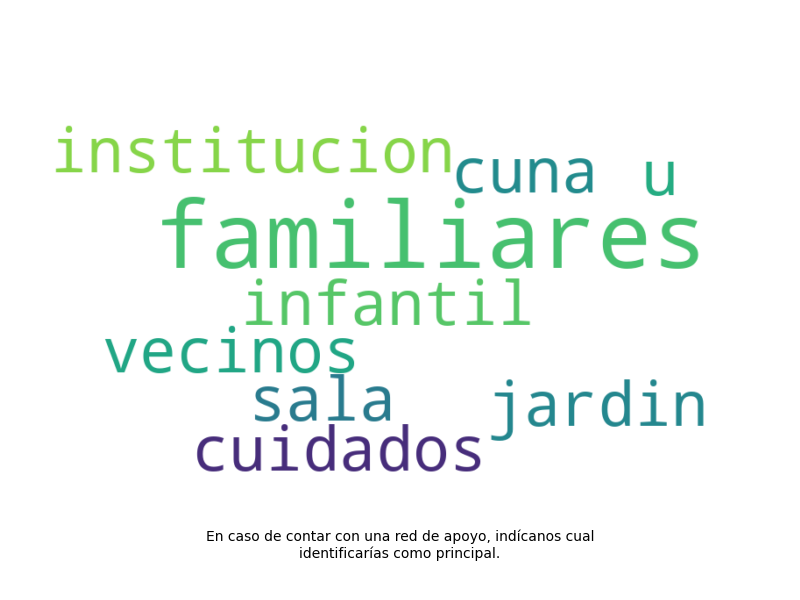 institucion
cuna u
familiares
infantil
vecinos
sala jardin
cuidados
En caso de contar con una red de apoyo, indícanos cual
identificarías como principal.